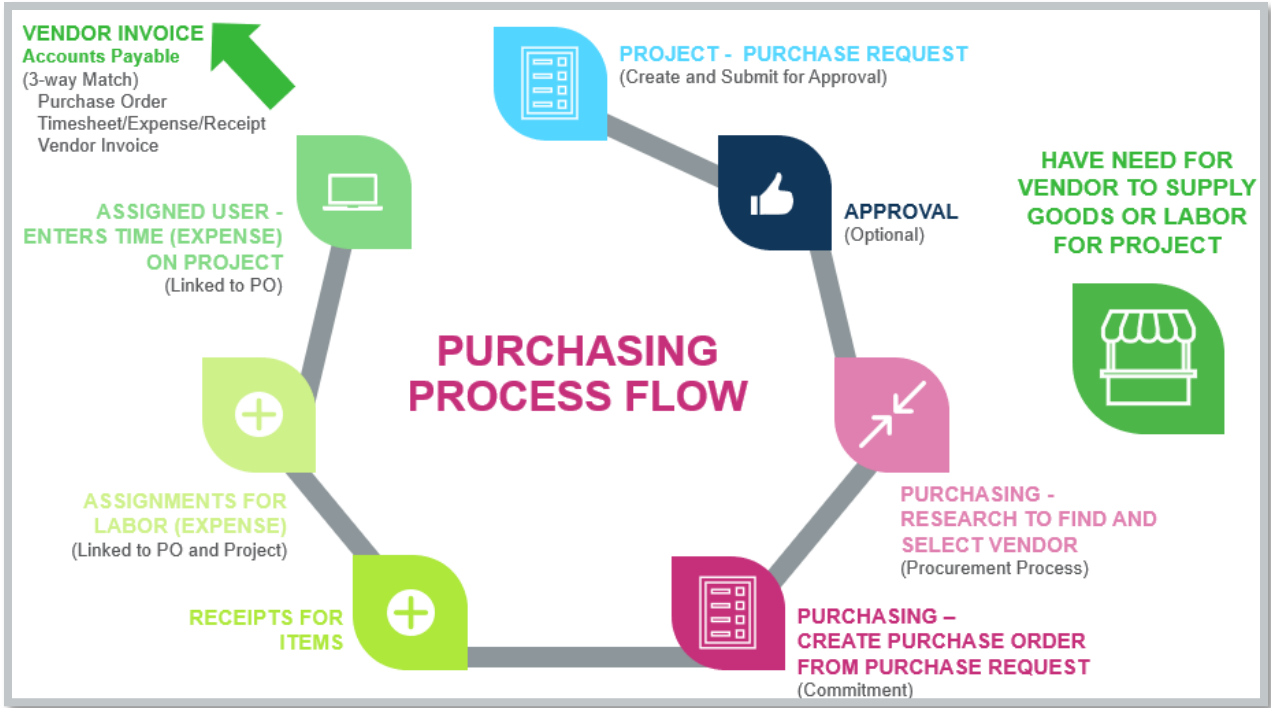 VENDOR INVOICE
Accounts Payable
(3-way Match)
Purchase Order
Timesheet/Expense/Receipt
Vendor Invoice
PROJECT - PURCHASE REQUEST
(Create and Submit for Approval)
APPROVAL
(Optional)
HAVE NEED FOR
VENDOR TO SUPPLY
GOODS OR LABOR
FOR PROJECT
ASSIGNED USER -
ENTERS TIME (EXPENSE)
ON PROJECT
(Linked to PO)
PURCHASING
PROCESS FLOW
PURCHASING -
RESEARCH TO FIND AND
SELECT VENDOR
(Procurement Process)
ASSIGNMENTS FOR
LABOR (EXPENSE)
(Linked to PO and Project)
RECEIPTS FOR
ITEMS
PURCHASING –
CREATE PURCHASE ORDER
FROM PURCHASE REQUEST
(Commitment)